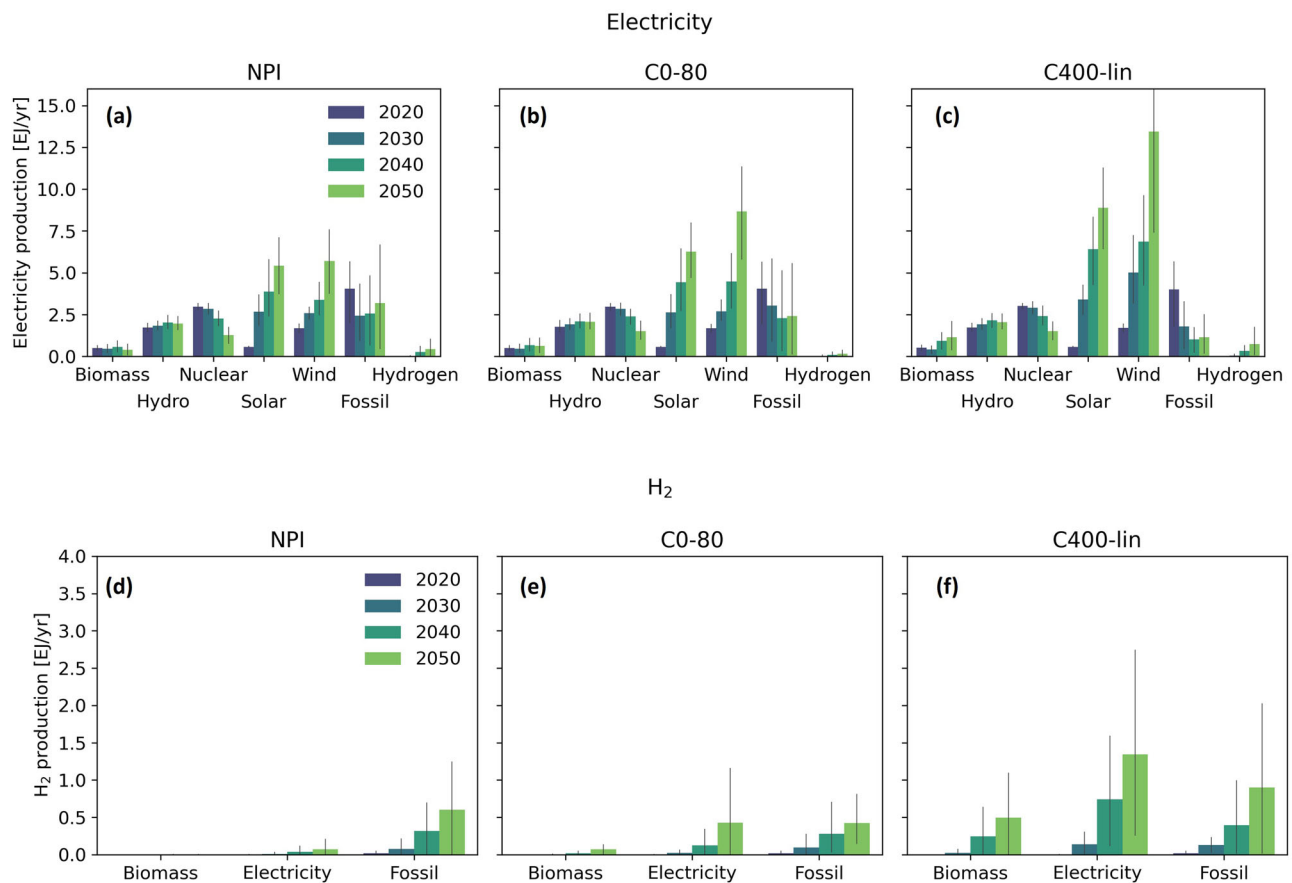 Electricity
NPI
C0-80
C400-lin
Electricity production [EJ/yr]
15.0
12.5
10.0
7.5
5.0
2.5
0.0
(a)
2020
2030
2040
2050
(b)
(c)
Biomass Nuclear Wind Hydrogen
Hydro Solar Fossil
Biomass Nuclear Wind Hydrogen
Hydro Solar Fossil
Biomass Nuclear Wind Hydrogen
Hydro Solar Fossil
H₂
NPI
C0-80
C400-lin
H₂ production [EJ/yr]
4.0
3.5
3.0
2.5
2.0
1.5
1.0
0.5
0.0
(d)
2020
2030
2040
2050
(e)
(f)
Biomass Electricity Fossil
Biomass Electricity Fossil
Biomass Electricity Fossil